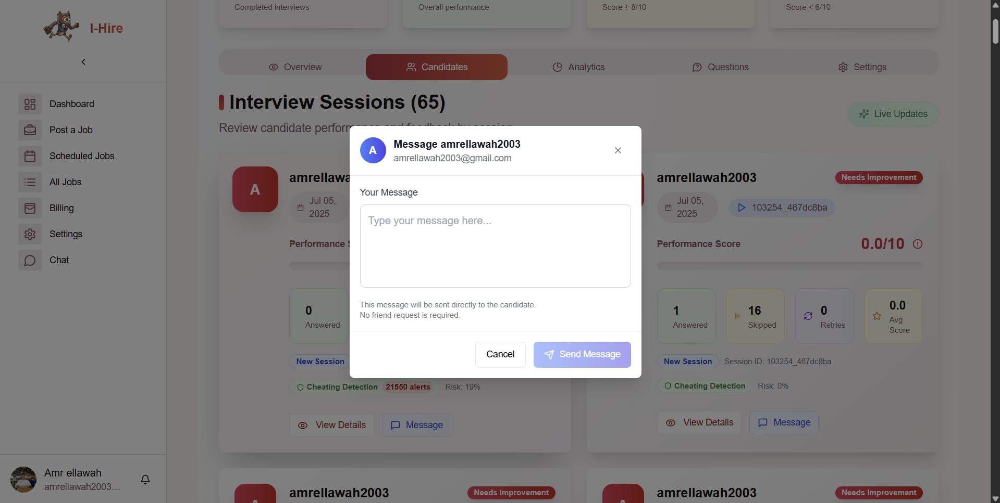 I-Hire
Dashboard
Post a Job
Scheduled Jobs
All Jobs
Billing
Settings
Chat
Amr ellawah
amrellawah2003...
Completed interviews
Overall performance
Score ≥ 8/10
Score < 6/10
Overview
Candidates
Analytics
Questions
Settings
Interview Sessions (65)
Live Updates
Review candidate
Message amrellawah2003
amrellawah2003@gmail.com
A
Your Message
Type your message here...
This message will be sent directly to the candidate.
No friend request is required.
Cancel
Send Message
A
Jul 05,
2025
Performance
0
Answered
New Session
Cheating Detection
21550 alerts
Risk: 19%
View Details
Message
amrellawah2003
Needs Improvement
Jul 05,
2025
103254_467dc8ba
Performance Score
0.0/10
1
Answered
16
Skipped
0
Retries
0.0
Avg
Score
New Session
Session ID: 103254_467dc8ba
Cheating Detection
Risk: 0%
View Details
Message
amrellawah2003
Needs Improvement
amrellawah2003
Needs Improvement